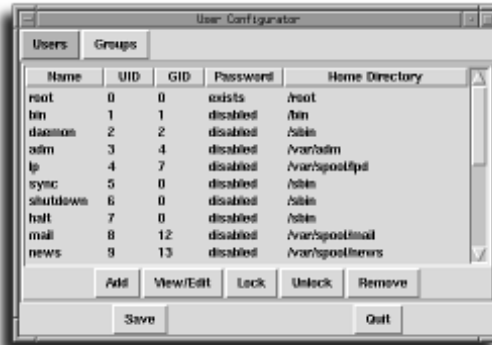 User Configurator
Users Groups
Name UID GID Password Home Directory
root 0 0 exists /root
bin 1 1 disabled /bin
daemon 2 2 disabled /sbin
adm 3 4 disabled /var/adm
lp 4 7 disabled /var/spool/lpd
sync 5 0 disabled /sbin
shutdown 6 0 disabled /sbin
halt 7 0 disabled /sbin
mail 8 12 disabled /var/spool/mail
news 9 13 disabled /var/spool/news
Add View/Edit Lock Unlock Remove
Save Quit